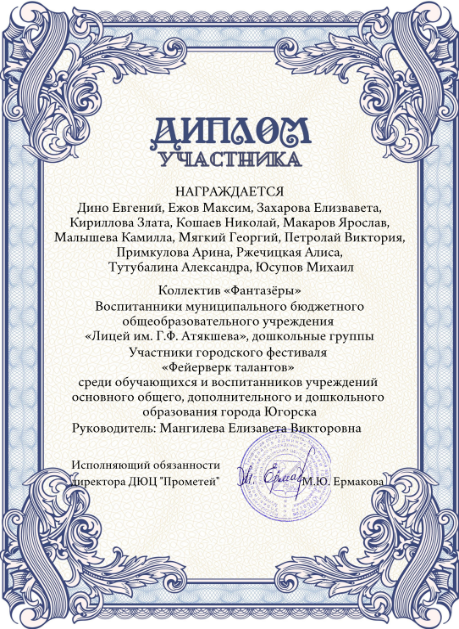 ДИПЛОМ
УЧАСТНИКА
НАГРАЖДАЕТСЯ
Дино Евгений, Ежов Максим, Захарова Елизвавета,
Кириллова Злата, Кошаев Николай, Макаров Ярослав,
Малышева Камилла, Мягкий Георгий, Петролай Виктория,
Примкулова Арина, Ржечицкая Алиса,
Тутубалина Александра, Юсупов Михаил
Коллектив «Фантазёры»
Воспитанники муниципального бюджетного
общеобразовательного учреждения
«Лицей им. Г.Ф. Атякшева», дошкольные группы
Участники городского фестиваля
«Фейерверк талантов»
среди обучающихся и воспитанников учреждений
основного общего, дополнительного и дошкольного
образования города Югорска
Руководитель: Мангилева Елизавета Викторовна
Исполняющий обязанности
директора ДЮЦ "Прометей" М.Ю. Ермакова